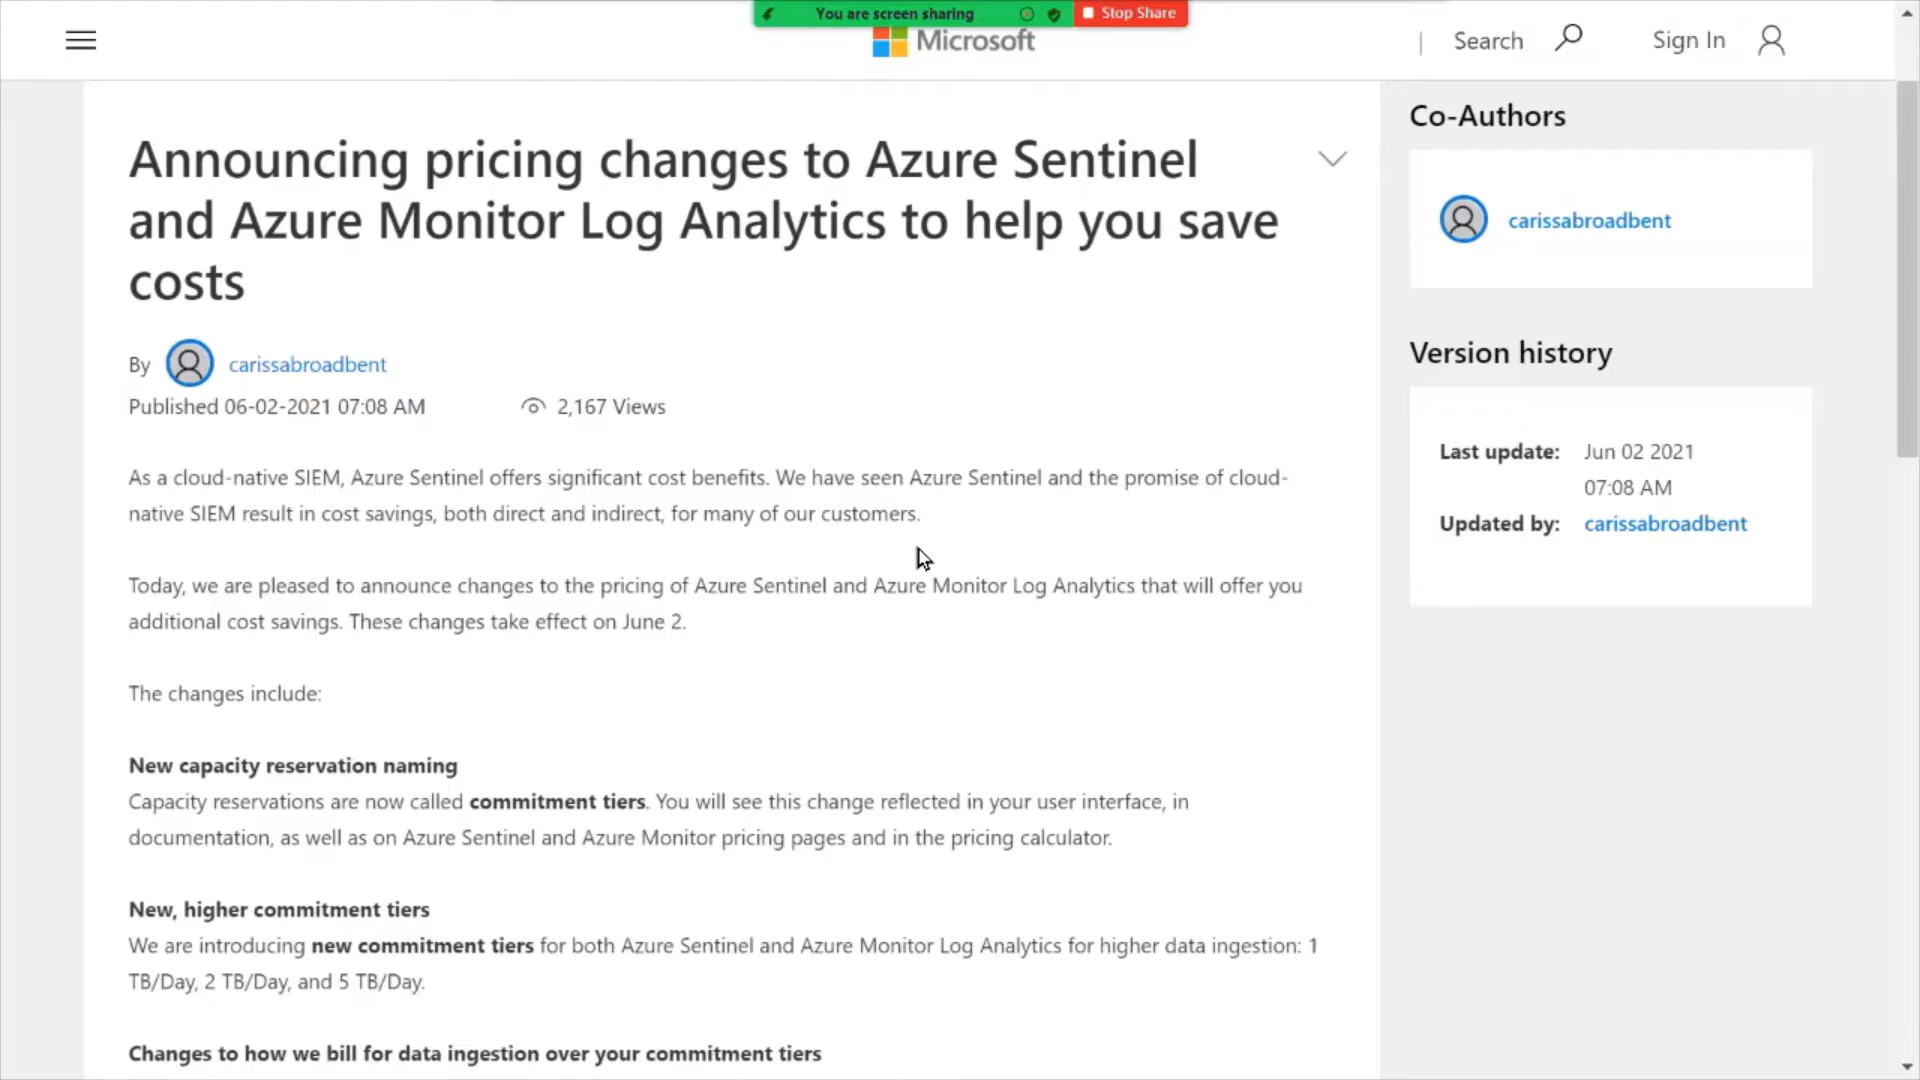 You are screen sharing
Stop Share
Microsoft
| Search
Sign In
Announcing pricing changes to Azure Sentinel
and Azure Monitor Log Analytics to help you save
costs
By carissabroadbent
Published 06-02-2021 07:08 AM
2,167 Views
As a cloud-native SIEM, Azure Sentinel offers significant cost benefits. We have seen Azure Sentinel and the promise of cloud-
native SIEM result in cost savings, both direct and indirect, for many of our customers.
Today, we are pleased to announce changes to the pricing of Azure Sentinel and Azure Monitor Log Analytics that will offer you
additional cost savings. These changes take effect on June 2.
The changes include:
New capacity reservation naming
Capacity reservations are now called commitment tiers. You will see this change reflected in your user interface, in
documentation, as well as on Azure Sentinel and Azure Monitor pricing pages and in the pricing calculator.
New, higher commitment tiers
We are introducing new commitment tiers for both Azure Sentinel and Azure Monitor Log Analytics for higher data ingestion: 1
TB/Day, 2 TB/Day, and 5 TB/Day.
Changes to how we bill for data ingestion over your commitment tiers
Co-Authors
carissabroadbent
Version history
Last update: Jun 02 2021
07:08 AM
Updated by: carissabroadbent